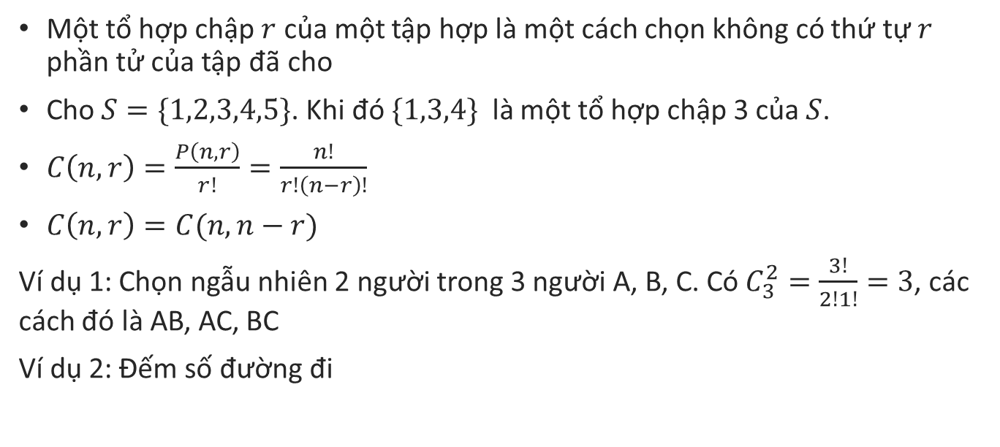 • Một tổ hợp chập 𝑟 của một tập hợp là một cách chọn không có thứ tự 𝑟
phần tử của tập đã cho
• Cho 𝑆 = {1,2,3,4,5}. Khi đó {1,3,4} là một tổ hợp chập 3 của 𝑆.
• 𝐶(𝑛, 𝑟) = \frac{𝑃(𝑛,𝑟)}{𝑟!} = \frac{𝑛!}{𝑟!(𝑛−𝑟)!}
• 𝐶(𝑛, 𝑟) = 𝐶(𝑛, 𝑛 − 𝑟)
Ví dụ 1: Chọn ngẫu nhiên 2 người trong 3 người A, B, C. Có 𝐶_3^2 = \frac{3!}{2!1!} = 3, các
cách đó là AB, AC, BC
Ví dụ 2: Đếm số đường đi